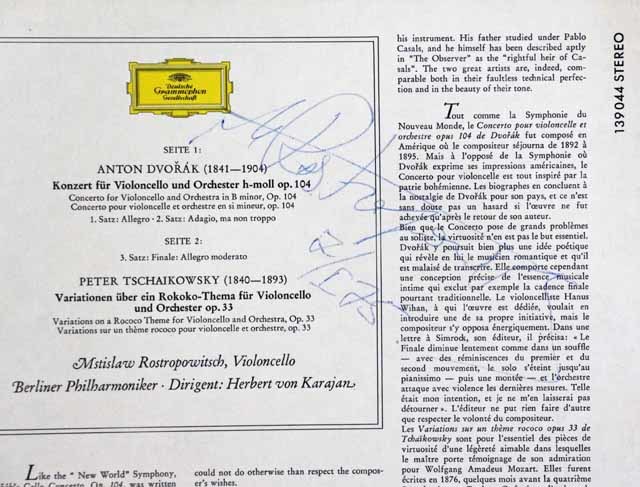 his instrument. His father studied under Pablo
Casals, and he himself has been described aptly
in "The Observer" as the "rightful heir of Ca-
sals". The two great artists are, indeed, com-
parable both in their faultless technical perfec-
tion and in the beauty of their tone.
139 044 STEREO
Deutsche
Grammophon
Gesellschaft
SEITE 1:
ANTON DVOŘÁK (1841—1904)
Konzert für Violoncello und Orchester h-moll op. 104
Concerto for Violoncello and Orchestra in B minor, Op. 104
Concerto pour violoncelle et orchestre en si mineur, op. 104
1. Satz: Allegro · 2. Satz: Adagio, ma non troppo
SEITE 2:
3. Satz: Finale: Allegro moderato
PETER TSCHAIKOWSKY (1840—1893)
Variationen über ein Rokoko-Thema für Violoncello
und Orchester op. 33
Variations on a Rococo Theme for Violoncello and Orchestra, Op. 33
Variations sur un thème rococo pour violoncelle et orchestre, op. 33
Mstislaw Rostropowitsch, Violoncello
Berliner Philharmoniker · Dirigent: Herbert von Karajan
Tout comme la Symphonie du
Nouveau Monde, le Concerto pour violoncelle et
orchestre opus 104 de Dvořák fut composé en
Amérique où le compositeur séjourna de 1892 à
1895. Mais à l'opposé de la Symphonie où
Dvořák exprime ses impressions américaines, le
Concerto pour violoncelle est tout inspiré par la
patrie bohémienne. Les biographes en concluent à
la nostalgie de Dvořák pour son pays, et ce n'est
sans doute pas un hasard si l'œuvre ne fut
achevée qu'après le retour de son auteur.
Bien que le Concerto pose de grands problèmes
au soliste, la virtuosité n'en est pas le but essentiel.
Dvořák y poursuit bien plus une idée poétique
qui révèle en lui le musicien romantique et qu'il
est malaisé de transcrire. Elle comporte cependant
une conception précise de l'essence musicale
intime qui exclut par exemple la cadence finale
pourtant traditionnelle. Le violoncelliste Hanus
Wihan, à qui l'œuvre est dédiée, voulait en
introduire une de sa propre initiative, mais le
compositeur s'y opposa énergiquement. Dans une
lettre à Simrock, son éditeur, il précisa: « Le
Finale diminue lentement comme dans un souffle
— avec des réminiscences du premier et du
second mouvement, le solo s'éteint jusqu'au
pianissimo — puis une montée — et l'orchestre
attaque avec violence les dernières mesures. Telle
était mon intention, et je ne m'en laisserai pas
détourner ». L'éditeur ne put rien faire d'autre
que respecter le volonté du compositeur.
Les Variations sur un thème rococo opus 33 de
Tchaïkowsky sont pour l'essentiel des pièces de
virtuosité d'une légèreté aimable dans lesquelles
le maître porte témoignage de son admiration
pour Wolfgang Amadeus Mozart. Elles furent
écrites en 1876, quelques mois avant la quatrième
Like the "New World" Symphony,
Cello Concerto, Op. 104, was written
could not do otherwise than respect the compos-
er's wishes.